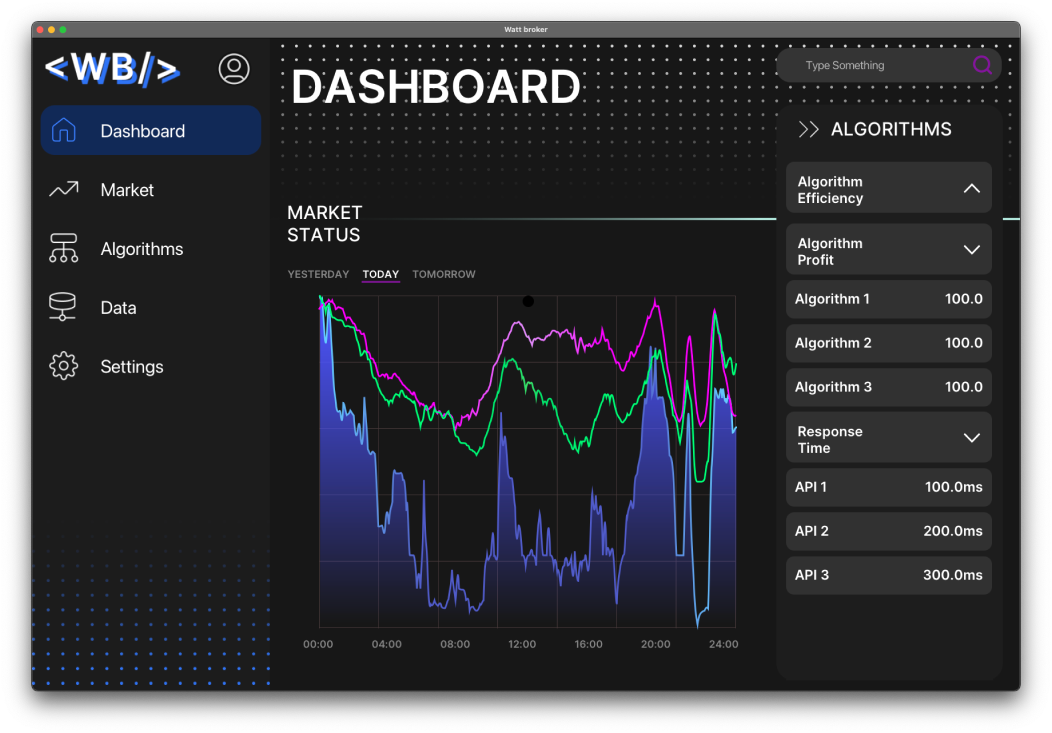 Watt broker
<WB/>
Dashboard
Market
Algorithms
Data
Settings
DASHBOARD
MARKET
STATUS
YESTERDAY TODAY TOMORROW
00:00 04:00 08:00 12:00 16:00 20:00 24:00
Type Something
ALGORITHMS
Algorithm
Efficiency
Algorithm
Profit
Algorithm 1 100.0
Algorithm 2 100.0
Algorithm 3 100.0
Response
Time
API 1 100.0ms
API 2 200.0ms
API 3 300.0ms